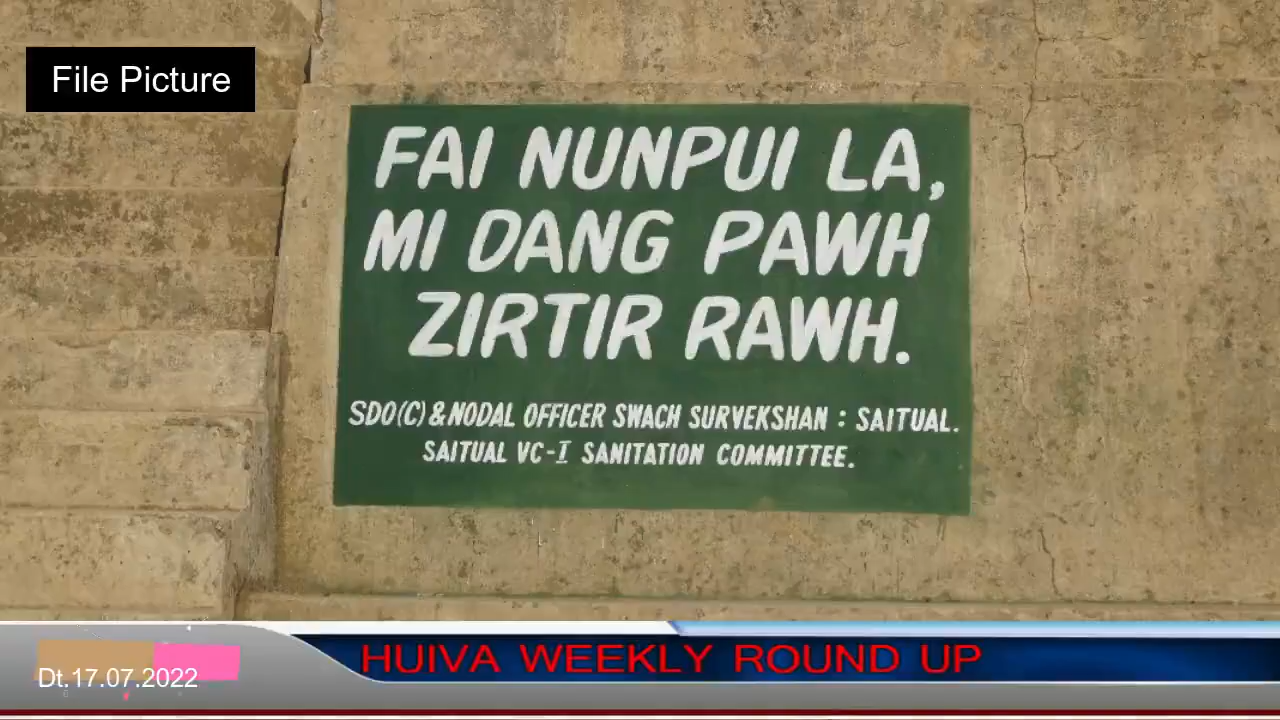 File Picture
FAI NUNPUI LA,
MI DANG PAWH
ZIRTIR RAWH.
SDO(C) & NODAL OFFICER SWACH SURVEKSHAN : SAITUAL.
SAITUAL VC-I SANITATION COMMITTEE.
HUIVA WEEKLY ROUND UP
Dt.17.07.2022